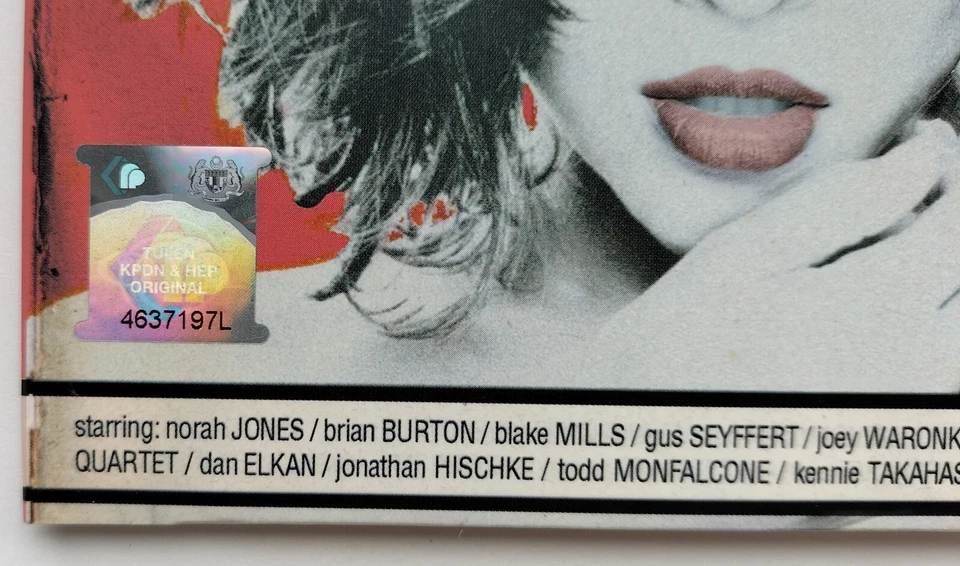 TULEN
KPDN & HEP
ORIGINAL
4637197L
starring: norah JONES / brian BURTON / blake MILLS / gus SEYFFERT / joey WARONK
QUARTET / dan ELKAN / jonathan HISCHKE / todd MONFALCONE / kennie TAKAHAS